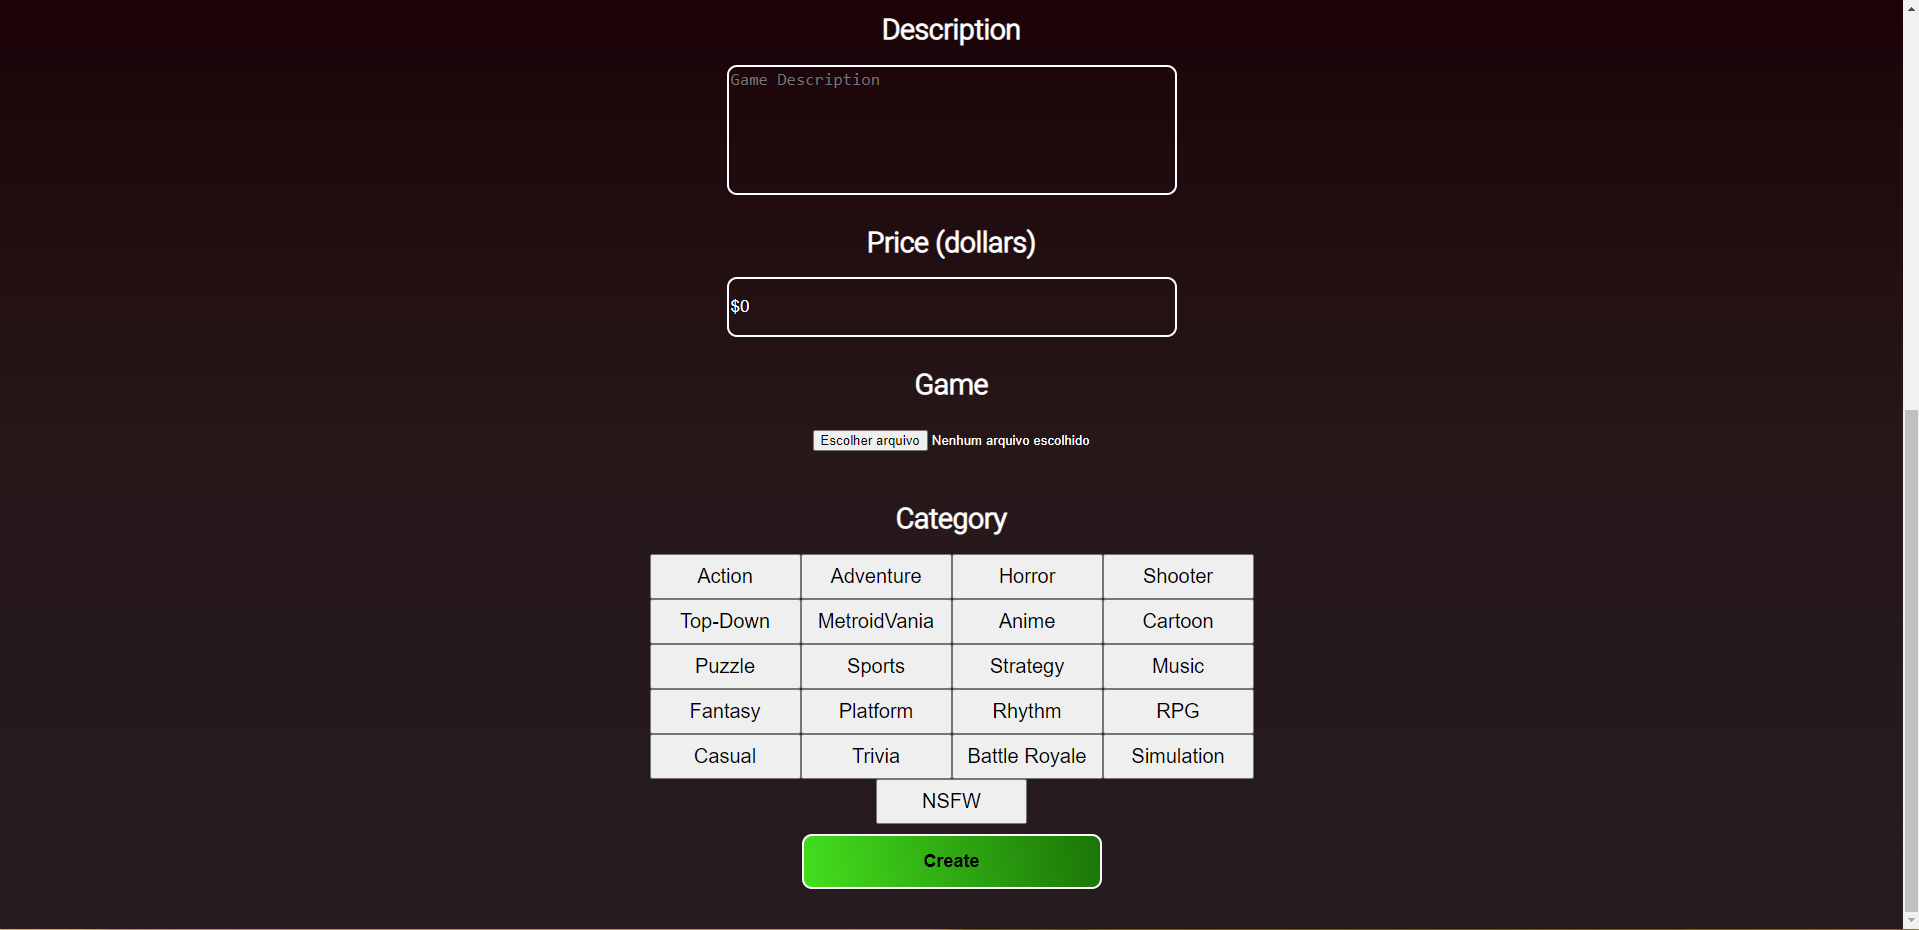 Description
Game Description
Price (dollars)
$0
Game
Escolher arquivo Nenhum arquivo escolhido
Category
Action Adventure Horror Shooter
Top-Down MetroidVania Anime Cartoon
Puzzle Sports Strategy Music
Fantasy Platform Rhythm RPG
Casual Trivia Battle Royale Simulation
NSFW
Create